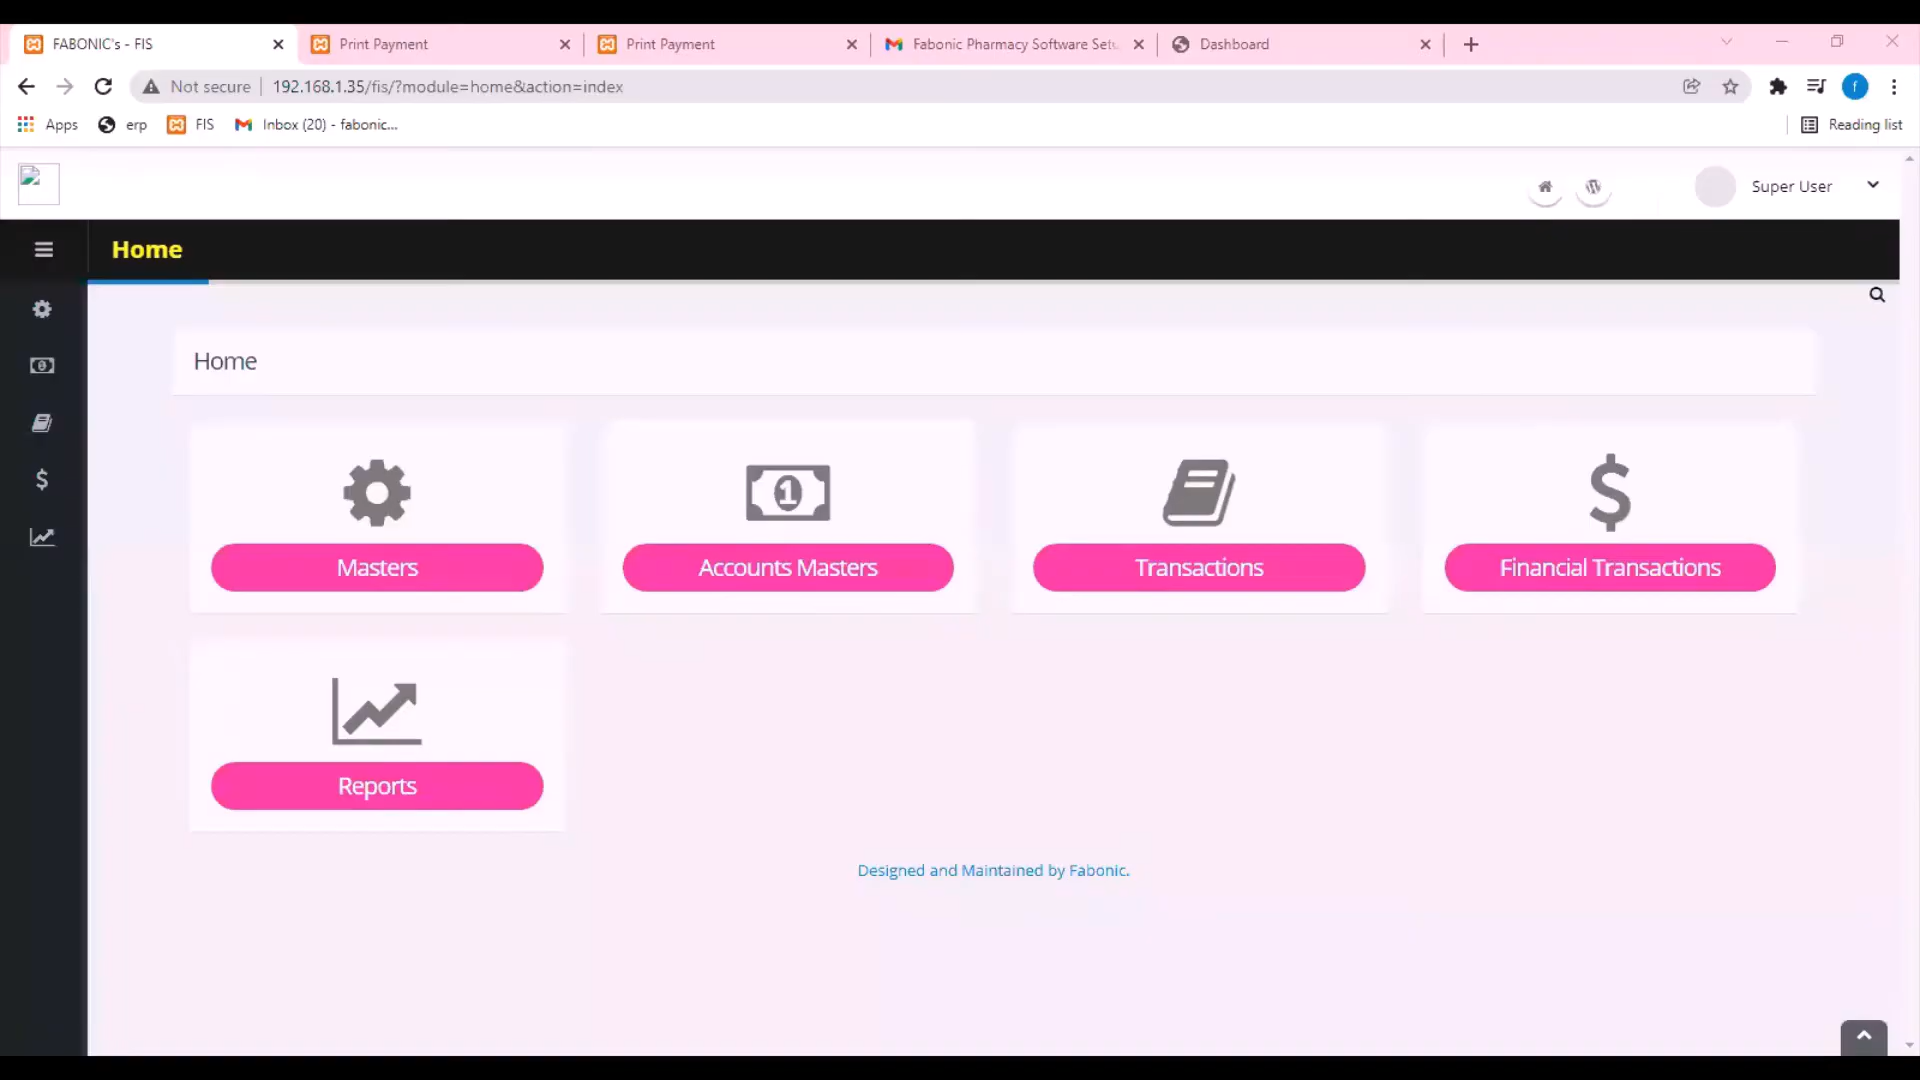 FABONIC's - FIS
Print Payment
Print Payment
Fabonic Pharmacy Software Setu
Dashboard
Not secure
192.168.1.35/fis/?module=home&action=index
f
Apps
erp
FIS
Inbox (20) - fabonic...
Reading list
Super User
Home
Home
Masters
Accounts Masters
Transactions
Financial Transactions
Reports
Designed and Maintained by Fabonic.